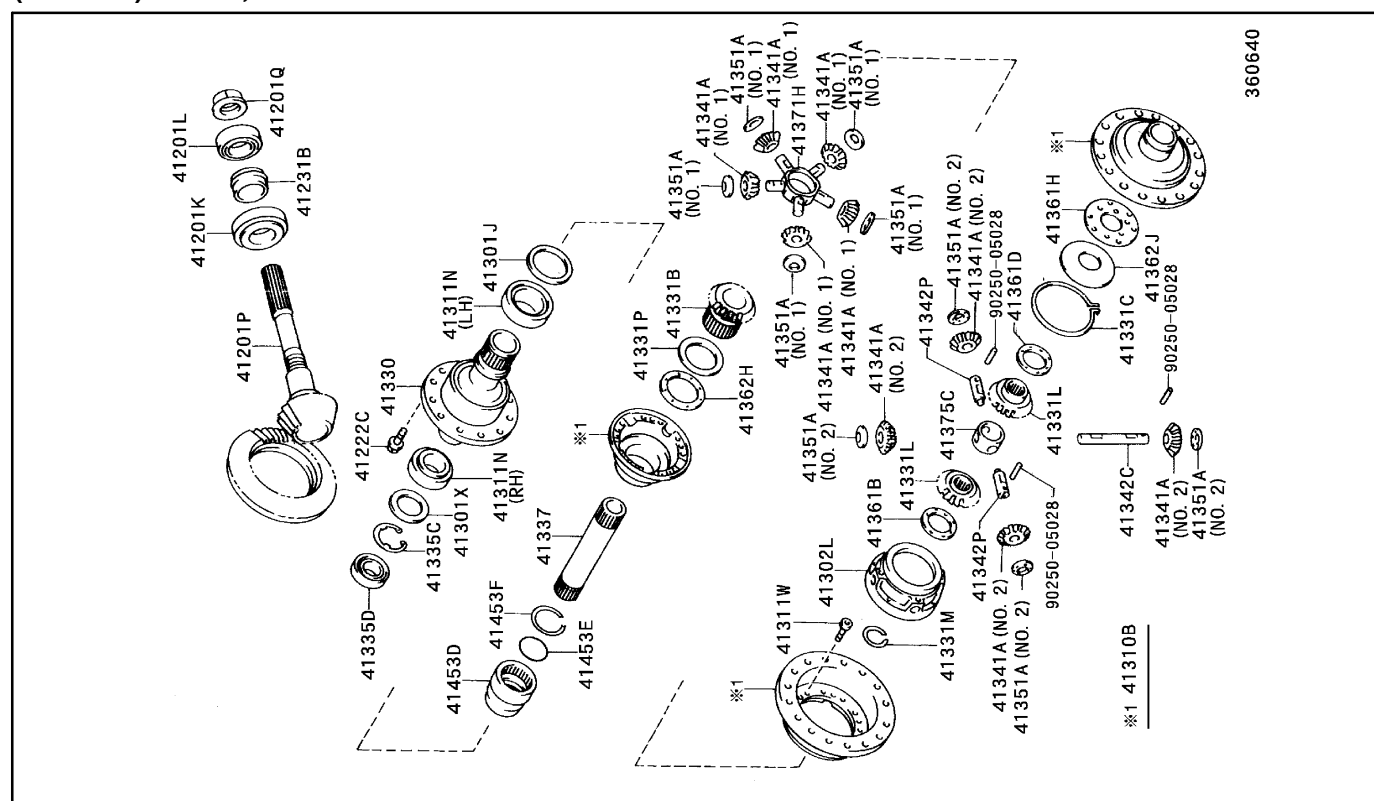 360640
41201Q
41201L
41231B
41201K
41201P
41301J
41311N
(LH)
41330
41222C
41311N
(RH)
41301X
41335C
41335D
41331B
41331P
41362H
※1
41337
41453F
41453E
41453D
41351A
(NO. 1)
41341A
(NO. 1)
41351A
(NO. 1)
41341A
(NO. 1)
41371H
41341A
(NO. 1)
41351A
(NO. 1)
41351A
(NO. 1)
41341A (NO. 1)
41341A (NO. 1)
41351A
(NO. 1)
41341A
(NO. 2)
41351A
(NO. 2)
41342P
41351A (NO. 2)
41341A (NO. 2)
90250-05028
41361D
41375C
41331L
41331L
41361B
41302L
41311W
41331M
※1
41342P
90250-05028
41341A (NO. 2)
41351A (NO. 2)
※1
41361H
41362J
41331C
90250-05028
41342C
41341A
(NO. 2)
41351A
(NO. 2)
※1 41310B